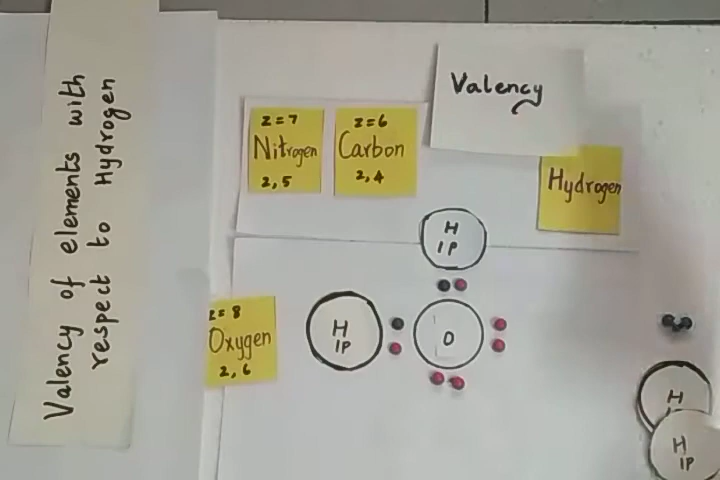 Valency of elements with
respect to Hydrogen
Valency
z=7
Nitrogen
2,5
z=6
Carbon
2,4
Hydrogen
H
1P
z=8
Oxygen
2,6
H
1P
O
H
H
1P